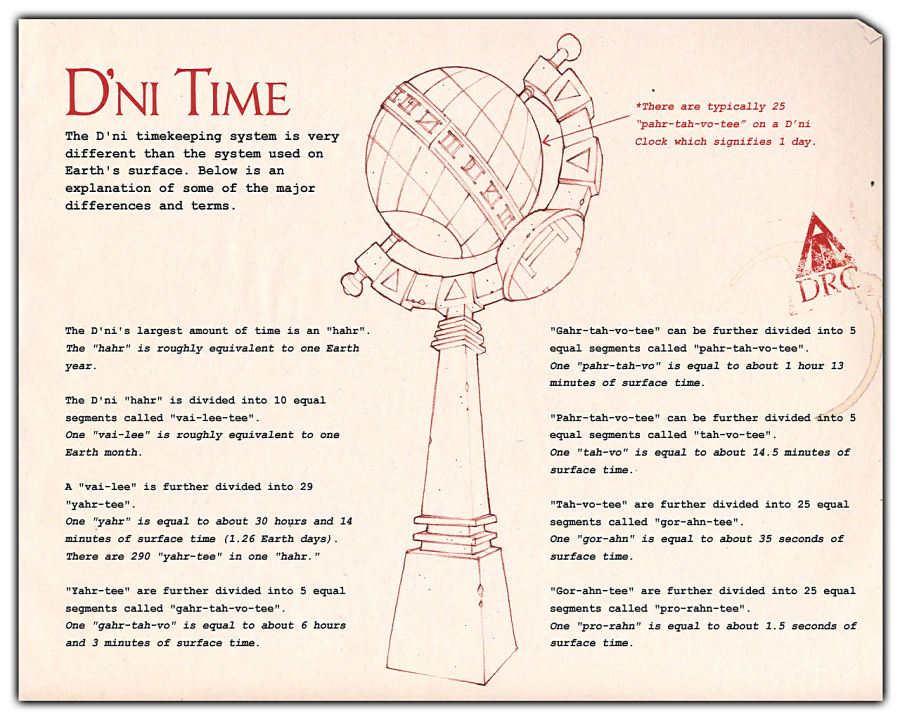 D'NI TIME
The D'ni timekeeping system is very
different than the system used on
Earth's surface. Below is an
explanation of some of the major
differences and terms.
*There are typically 25
"pahr-tah-vo-tee" on a D'ni
Clock which signifies 1 day.
DRC
The D'ni's largest amount of time is an "hahr".
The "hahr" is roughly equivalent to one Earth
year.
The D'ni "hahr" is divided into 10 equal
segments called "vai-lee-tee".
One "vai-lee" is roughly equivalent to one
Earth month.
A "vai-lee" is further divided into 29
"yahr-tee".
One "yahr" is equal to about 30 hours and 14
minutes of surface time (1.26 Earth days).
There are 290 "yahr-tee" in one "hahr."
"Yahr-tee" are further divided into 5 equal
segments called "gahr-tah-vo-tee".
One "gahr-tah-vo" is equal to about 6 hours
and 3 minutes of surface time.
"Gahr-tah-vo-tee" can be further divided into 5
equal segments called "pahr-tah-vo-tee".
One "pahr-tah-vo" is equal to about 1 hour 13
minutes of surface time.
"Pahr-tah-vo-tee" can be further divided into 5
equal segments called "tah-vo-tee".
One "tah-vo" is equal to about 14.5 minutes of
surface time.
"Tah-vo-tee" are further divided into 25 equal
segments called "gor-ahn-tee".
One "gor-ahn" is equal to about 35 seconds of
surface time.
"Gor-ahn-tee" are further divided into 25 equal
segments called "pro-rahn-tee".
One "pro-rahn" is equal to about 1.5 seconds of
surface time.